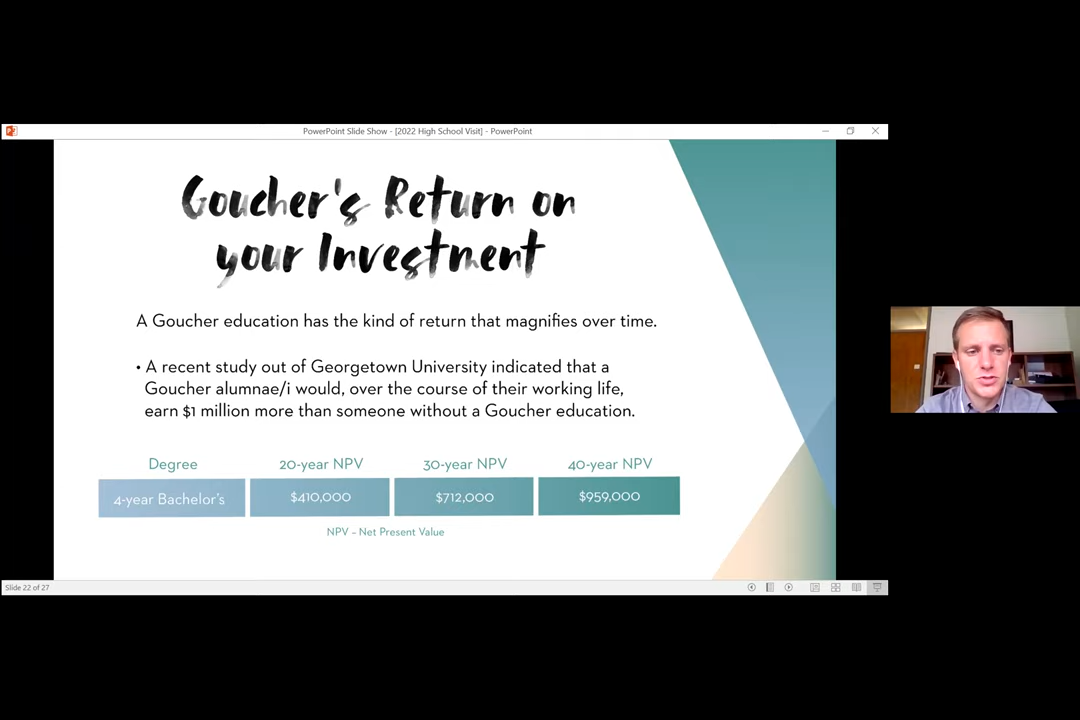 PowerPoint Slide Show - [2022 High School Visit] - PowerPoint
Goucher's Return on
your Investment
A Goucher education has the kind of return that magnifies over time.
• A recent study out of Georgetown University indicated that a
Goucher alumnae/i would, over the course of their working life,
earn $1 million more than someone without a Goucher education.
Degree 20-year NPV 30-year NPV 40-year NPV
4-year Bachelor's $410,000 $712,000 $959,000
NPV – Net Present Value
Slide 22 of 27